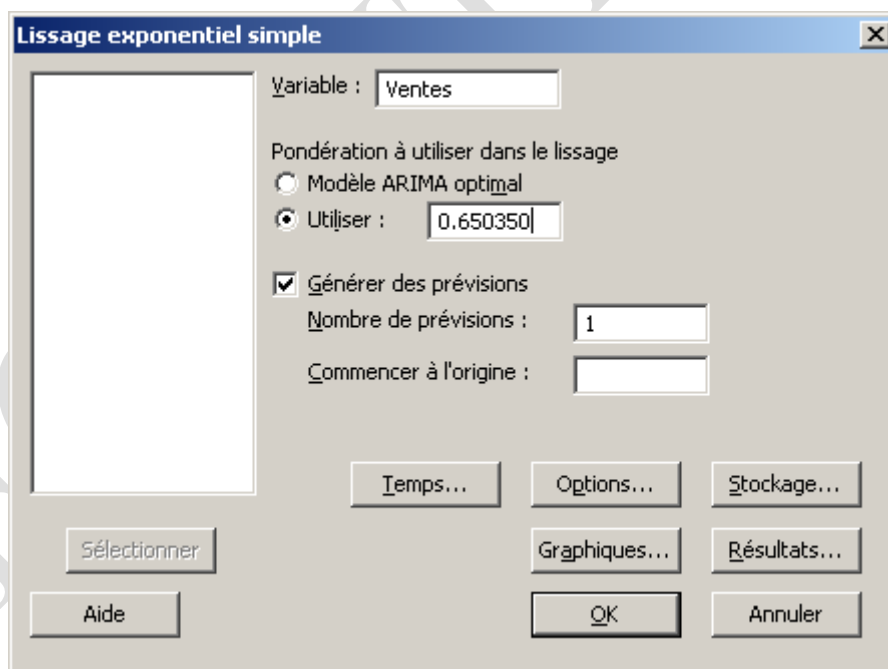 Lissage exponentiel simple
Variable : Ventes
Pondération à utiliser dans le lissage
Modèle ARIMA optimal
Utiliser : 0.650350
Générer des prévisions
Nombre de prévisions : 1
Commencer à l'origine :
Temps... Options... Stockage...
Sélectionner Graphiques... Résultats...
Aide OK Annuler